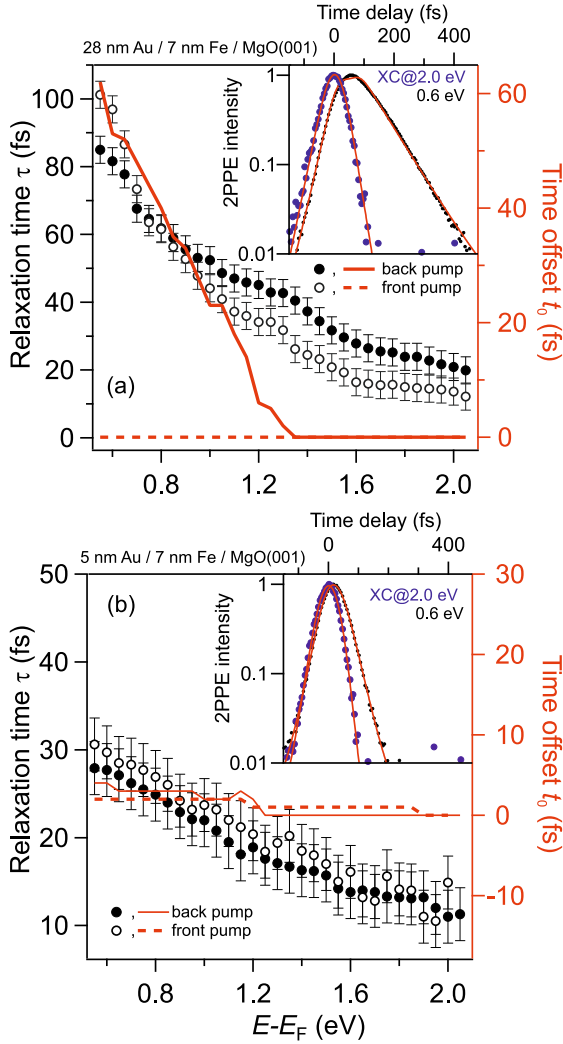 Time delay (fs)
0 200 400
28 nm Au / 7 nm Fe / MgO(001)
100
80
60
40
20
0
Relaxation time τ (fs)
60
40
20
0
Time offset t₀ (fs)
1
0.1
0.01
2PPE intensity
XC@2.0 eV
0.6 eV
, back pump
, front pump
(a)
0.8 1.2 1.6 2.0
Time delay (fs)
0 200 400
5 nm Au / 7 nm Fe / MgO(001)
50
40
30
20
10
Relaxation time τ (fs)
30
20
10
0
-10
Time offset t₀ (fs)
(b)
1
0.1
0.01
2PPE intensity
XC@2.0 eV
0.6 eV
, back pump
, front pump
0.8 1.2 1.6 2.0
E-E_F (eV)